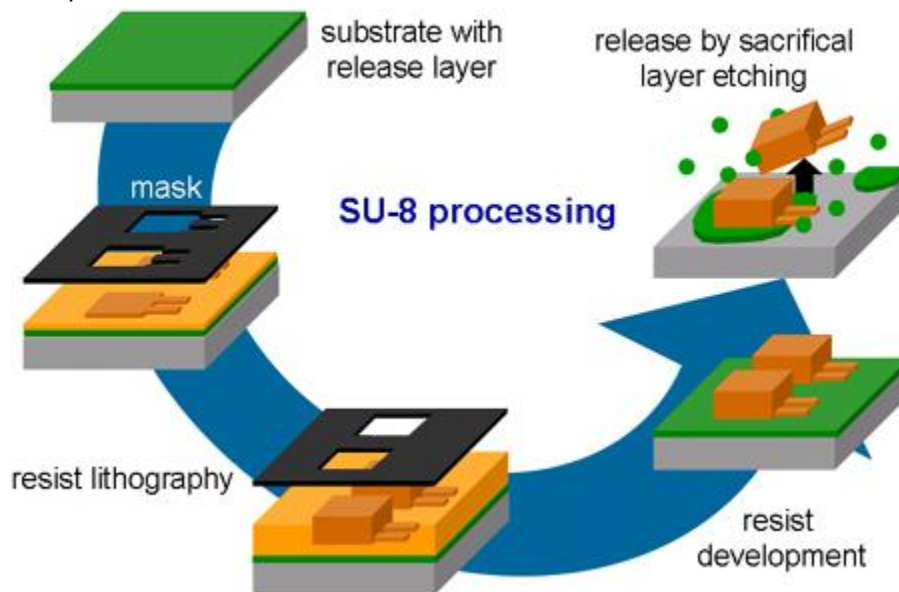 substrate with
release layer
release by sacrifical
layer etching
mask
SU-8 processing
resist lithography
resist
development